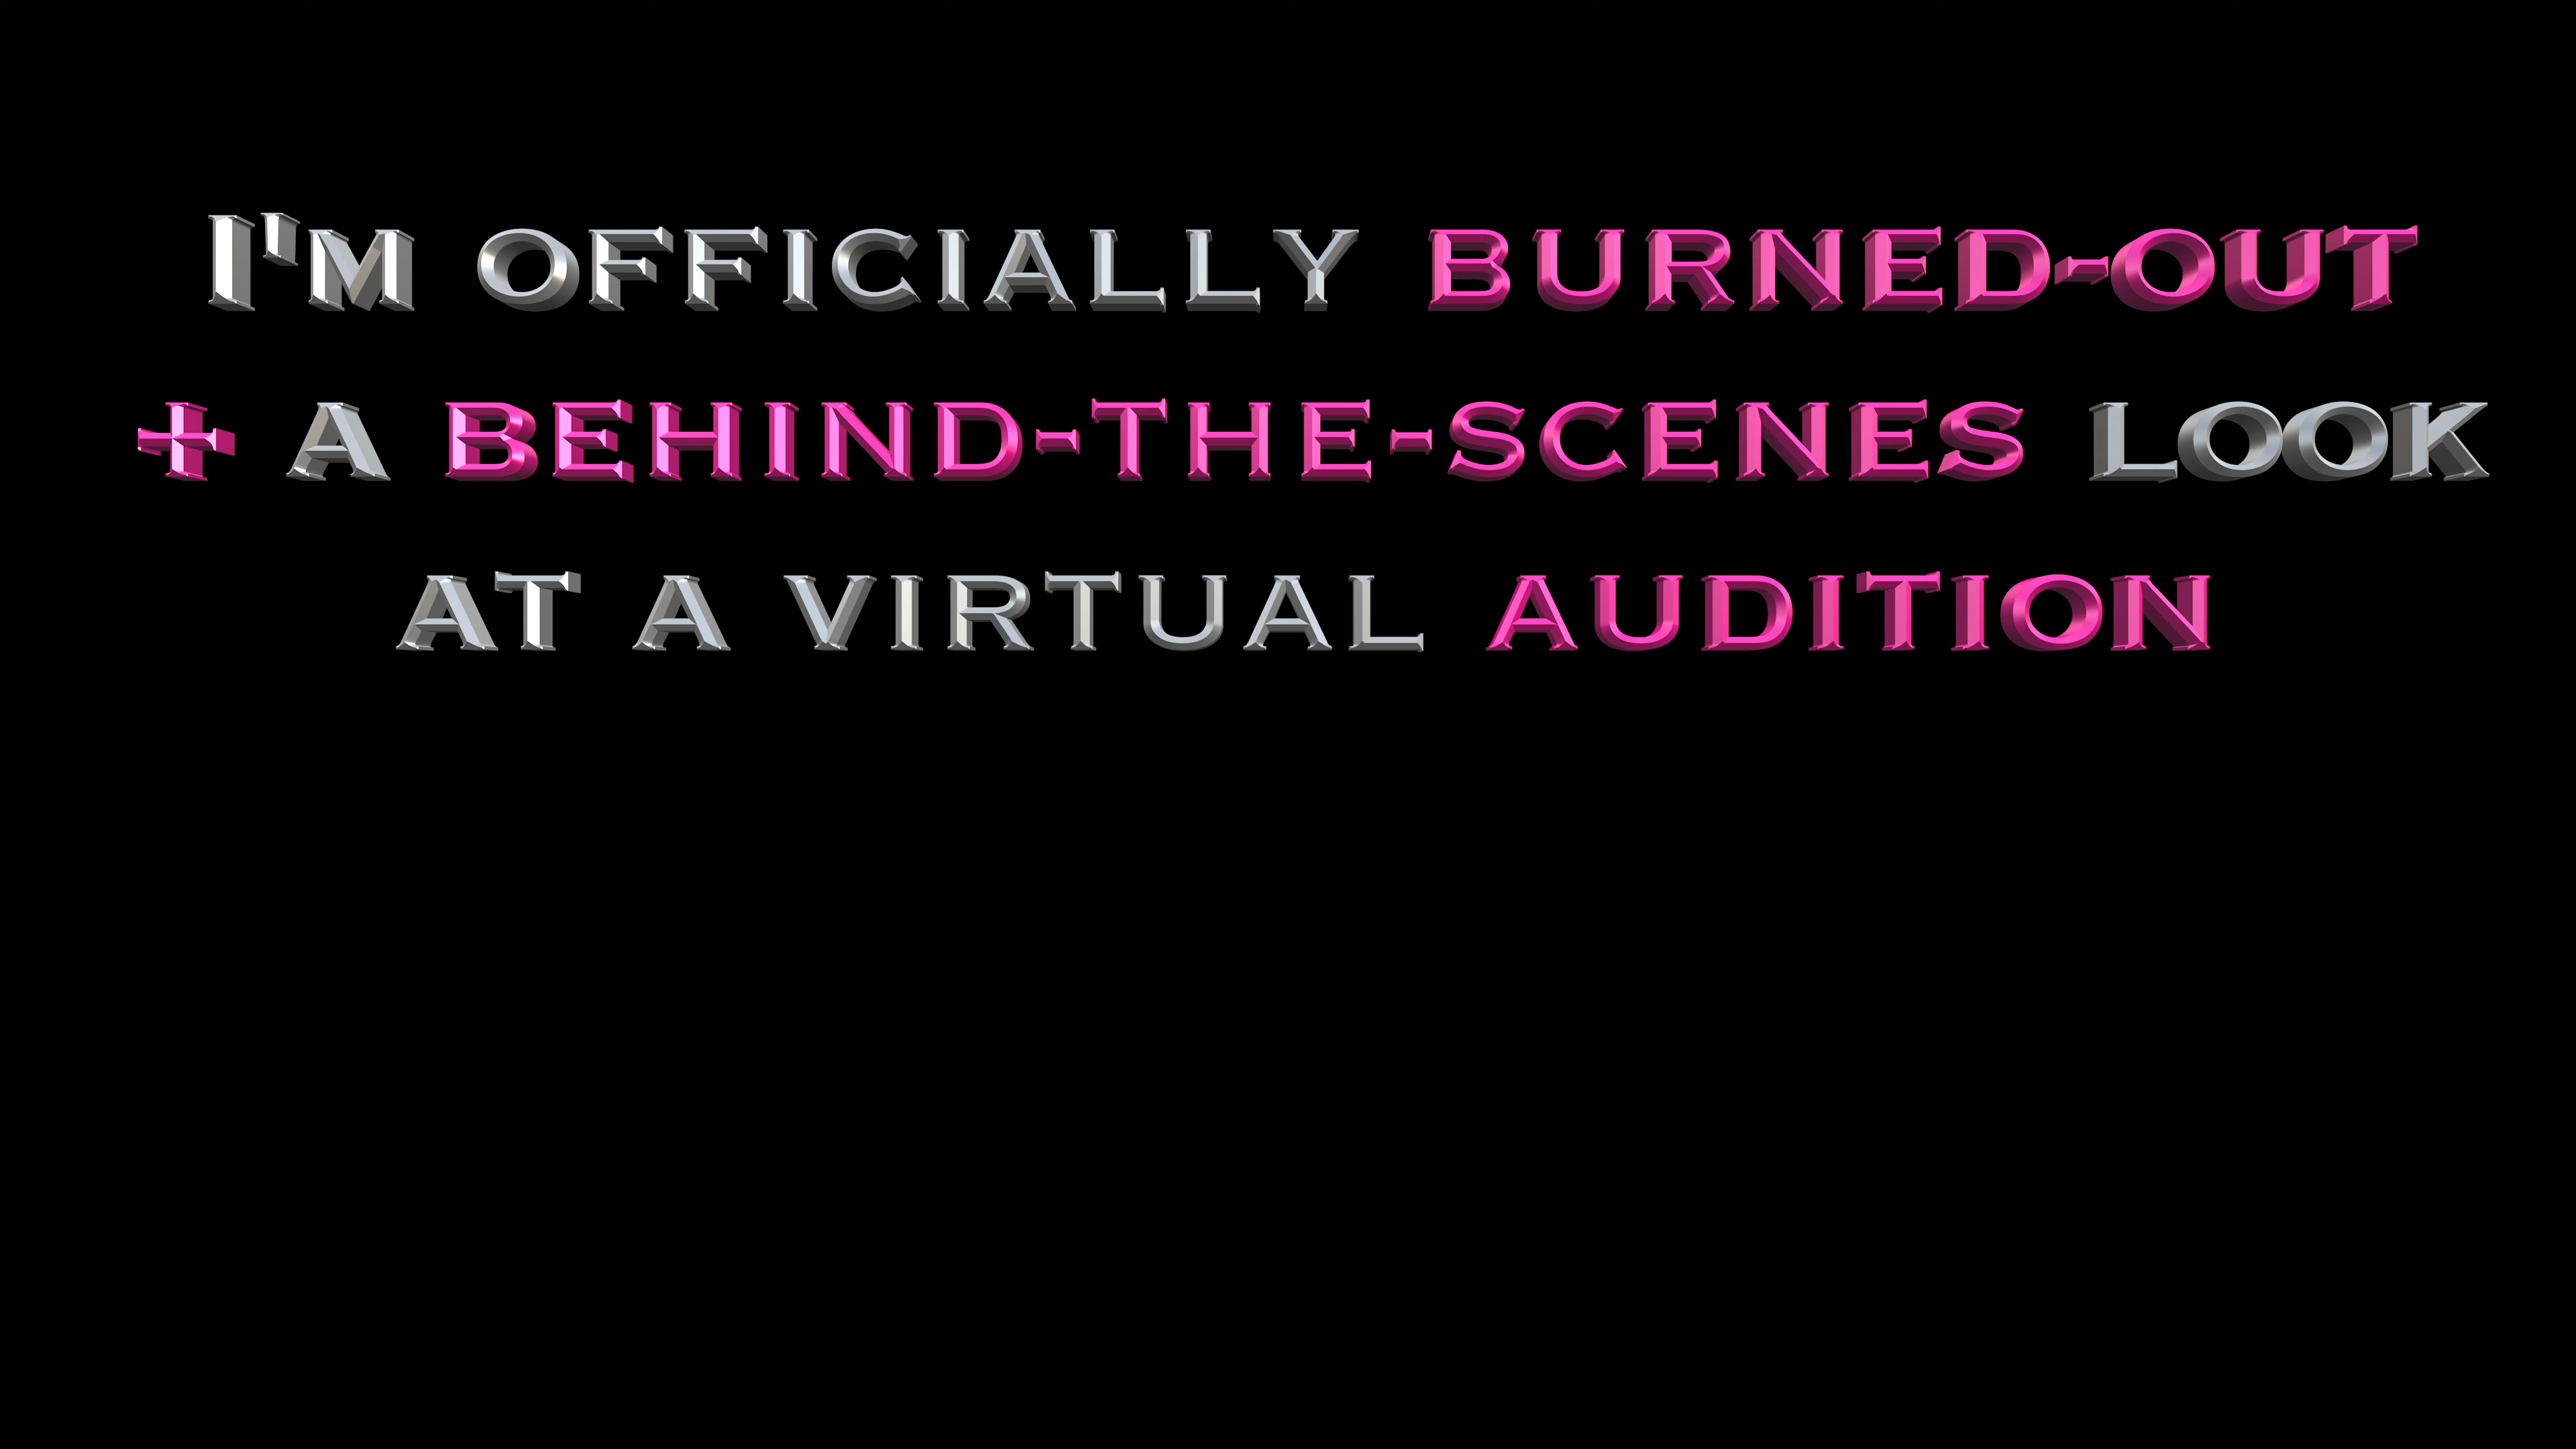 I'M OFFICIALLY BURNED-OUT
+ A BEHIND-THE-SCENES LOOK
AT A VIRTUAL AUDITION